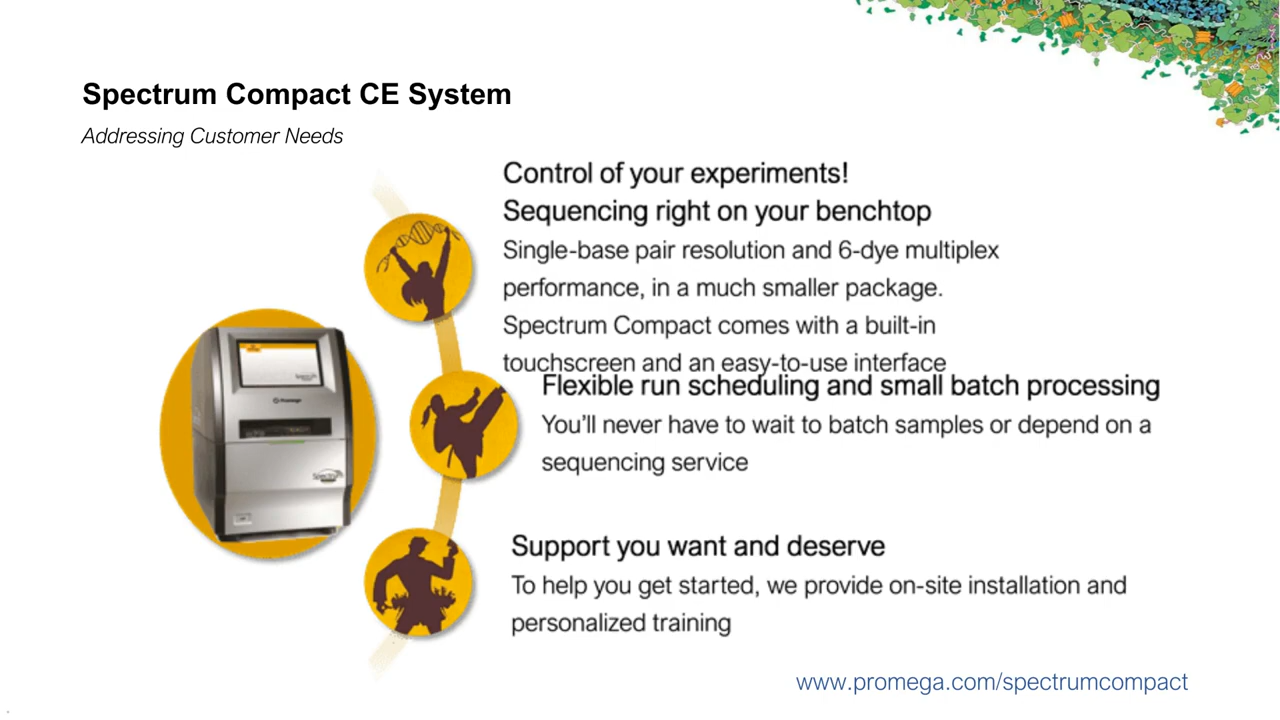 Spectrum Compact CE System
Addressing Customer Needs
Control of your experiments!
Sequencing right on your benchtop
Single-base pair resolution and 6-dye multiplex
performance, in a much smaller package.
Spectrum Compact comes with a built-in
touchscreen and an easy-to-use interface
Flexible run scheduling and small batch processing
You'll never have to wait to batch samples or depend on a
sequencing service
Support you want and deserve
To help you get started, we provide on-site installation and
personalized training
Promega
Spectrum
www.promega.com/spectrumcompact